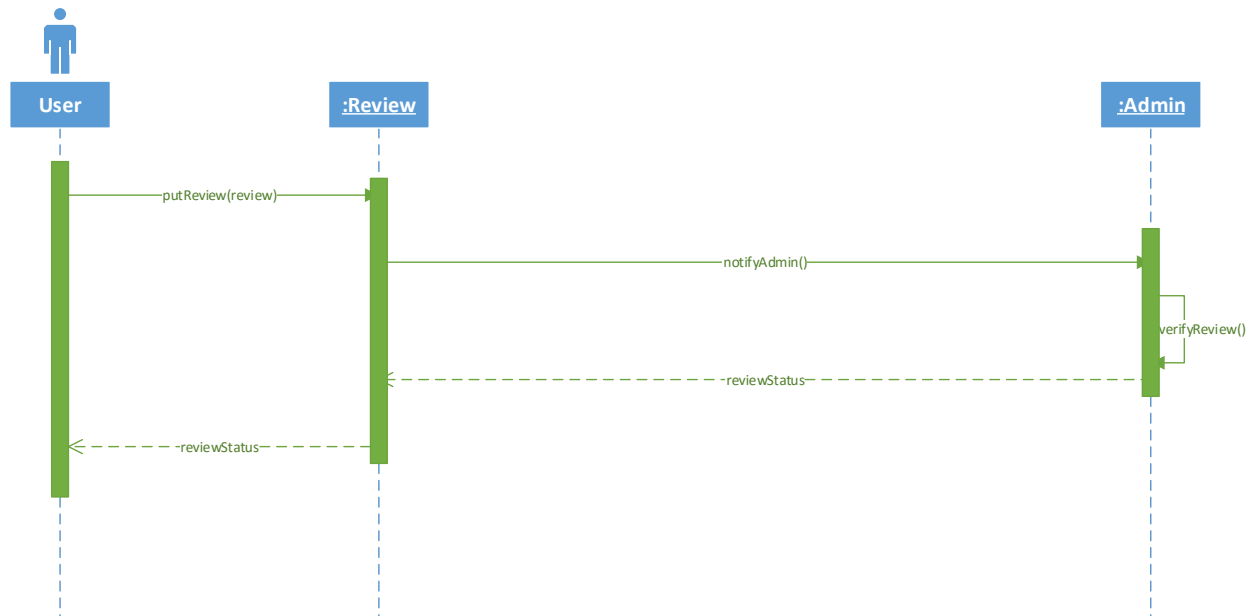 User
:Review
:Admin
putReview(review)
notifyAdmin()
verifyReview()
reviewStatus
reviewStatus